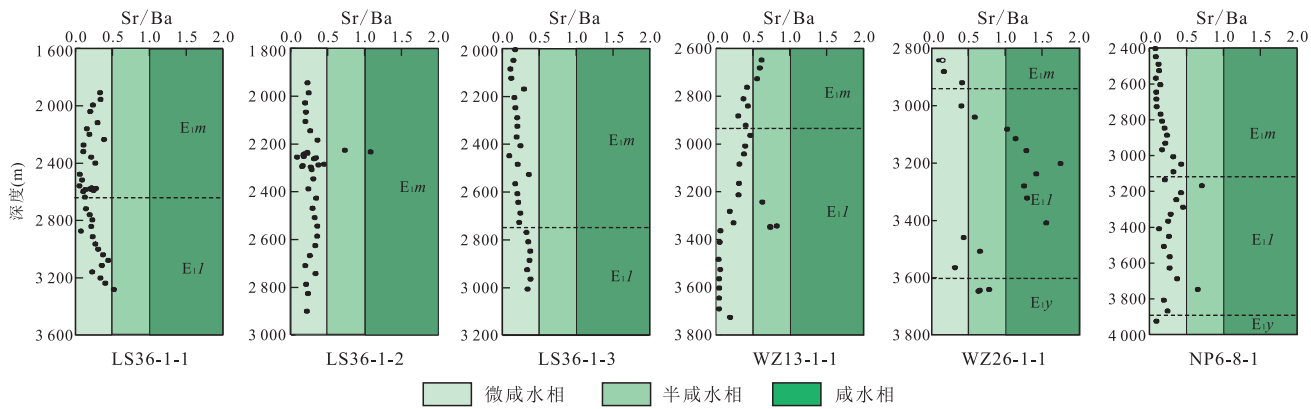 Sr/Ba Sr/Ba Sr/Ba Sr/Ba Sr/Ba Sr/Ba
0.0 0.5 1.0 1.5 2.0 0.0 0.5 1.0 1.5 2.0 0.0 0.5 1.0 1.5 2.0 0.0 0.5 1.0 1.5 2.0 0.0 0.5 1.0 1.5 2.0 0.0 0.5 1.0 1.5 2.0
深度(m)
1 600
2 000
2 400
2 800
3 200
3 600
E₁m
E₁l
LS36-1-1
1 800
2 000
2 200
2 400
2 600
2 800
3 000
E₁m
LS36-1-2
2 000
2 200
2 400
2 600
2 800
3 000
3 200
E₁m
E₁l
LS36-1-3
2 600
2 800
3 000
3 200
3 400
3 600
3 800
E₁m
E₁l
WZ13-1-1
2 800
3 000
3 200
3 400
3 600
3 800
E₁m
E₁l
E₁y
WZ26-1-1
2 400
2 600
2 800
3 000
3 200
3 400
3 600
3 800
4 000
E₁m
E₁l
E₁y
NP6-8-1
微咸水相 半咸水相 咸水相